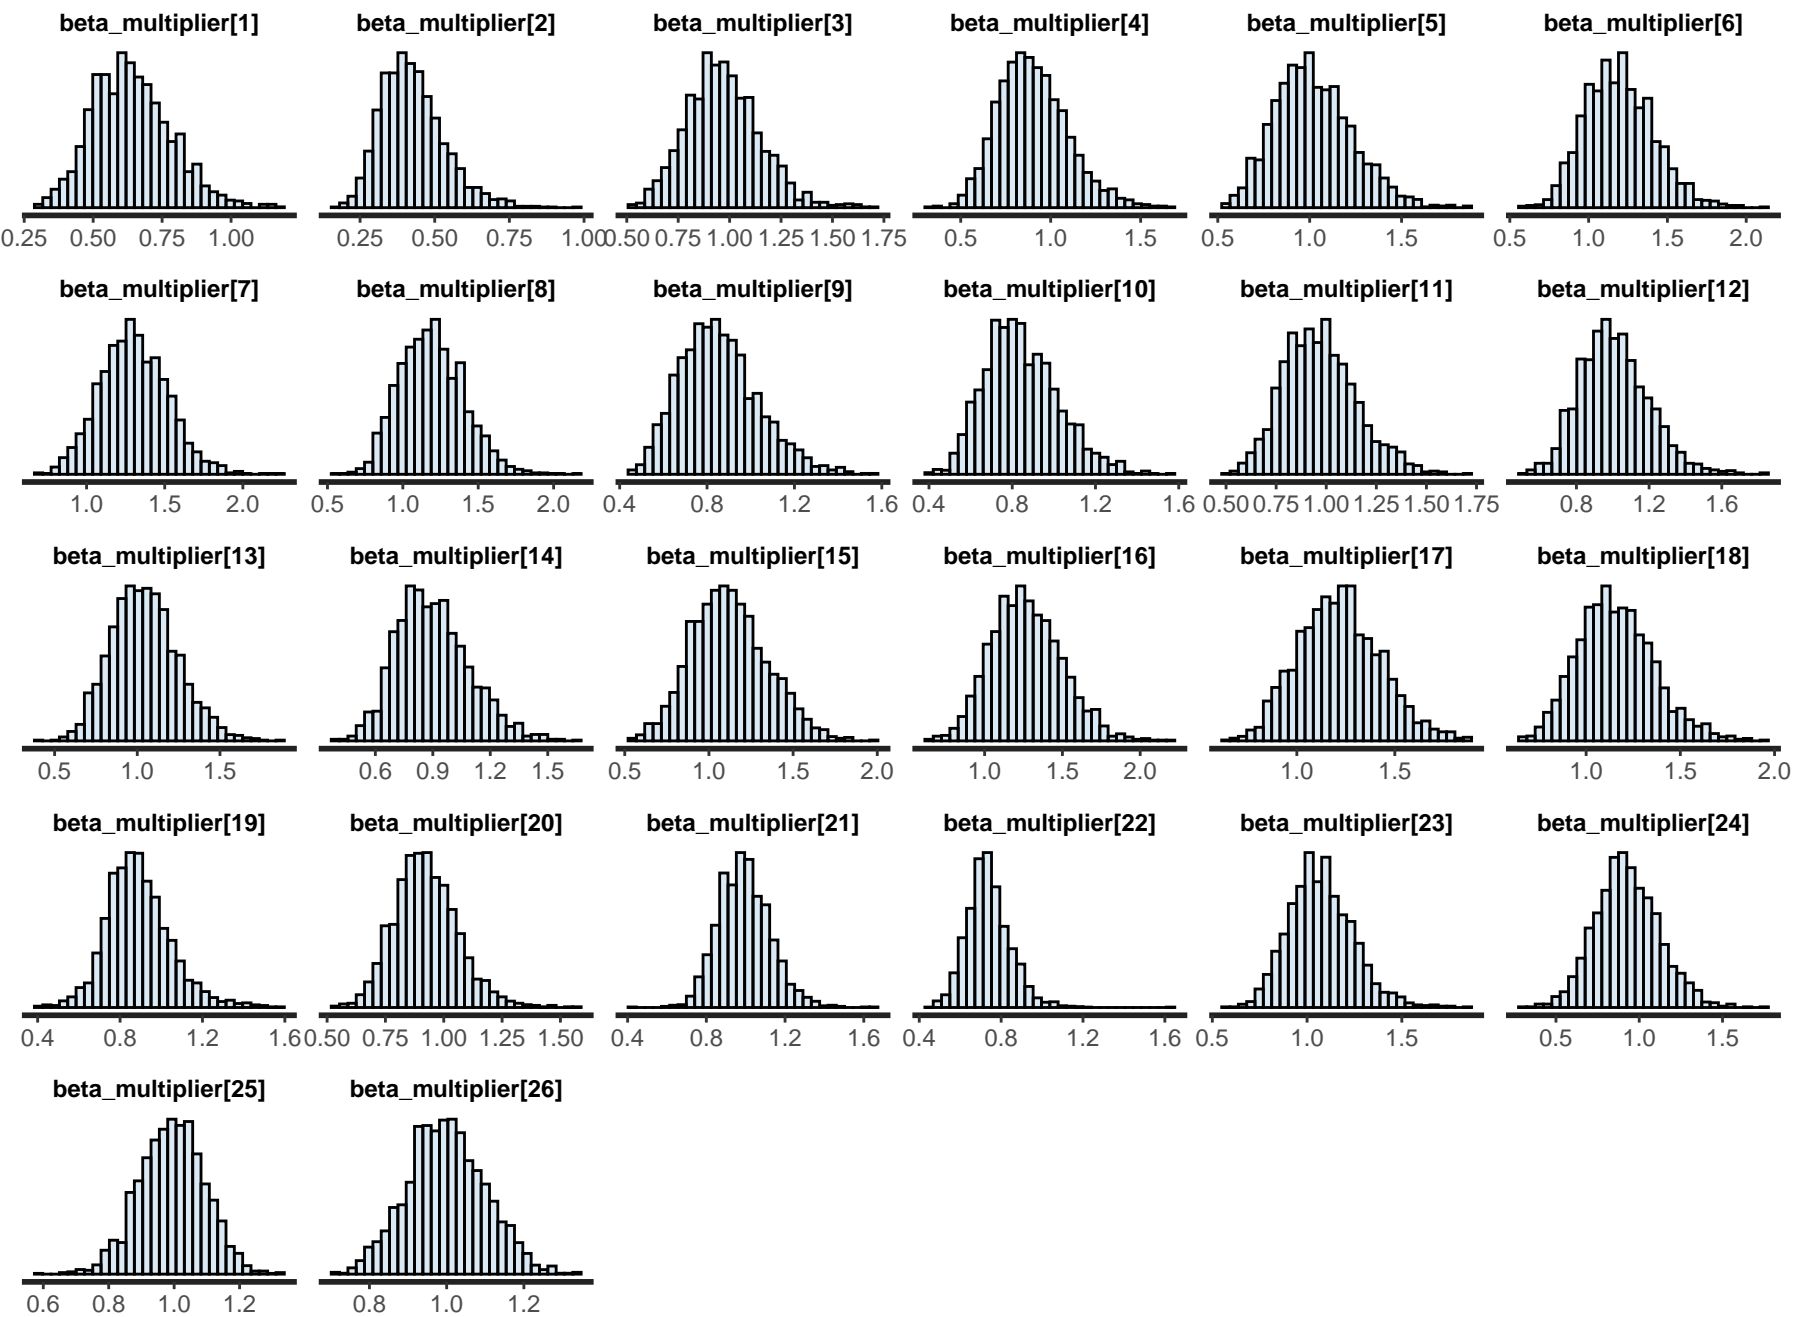 beta_multiplier[1] beta_multiplier[2] beta_multiplier[3] beta_multiplier[4] beta_multiplier[5] beta_multiplier[6]
0.25 0.50 0.75 1.00 0.25 0.50 0.75 1.00 0.50 0.75 1.00 1.25 1.50 1.75 0.5 1.0 1.5 0.5 1.0 1.5 0.5 1.0 1.5 2.0
beta_multiplier[7] beta_multiplier[8] beta_multiplier[9] beta_multiplier[10] beta_multiplier[11] beta_multiplier[12]
1.0 1.5 2.0 0.5 1.0 1.5 2.0 0.4 0.8 1.2 1.6 0.4 0.8 1.2 1.6 0.50 0.75 1.00 1.25 1.50 1.75 0.8 1.2 1.6
beta_multiplier[13] beta_multiplier[14] beta_multiplier[15] beta_multiplier[16] beta_multiplier[17] beta_multiplier[18]
0.5 1.0 1.5 0.6 0.9 1.2 1.5 0.5 1.0 1.5 2.0 1.0 1.5 2.0 1.0 1.5 1.0 1.5 2.0
beta_multiplier[19] beta_multiplier[20] beta_multiplier[21] beta_multiplier[22] beta_multiplier[23] beta_multiplier[24]
0.4 0.8 1.2 1.6 0.50 0.75 1.00 1.25 1.50 0.4 0.8 1.2 1.6 0.4 0.8 1.2 1.6 0.5 1.0 1.5 0.5 1.0 1.5
beta_multiplier[25] beta_multiplier[26]
0.6 0.8 1.0 1.2 0.8 1.0 1.2